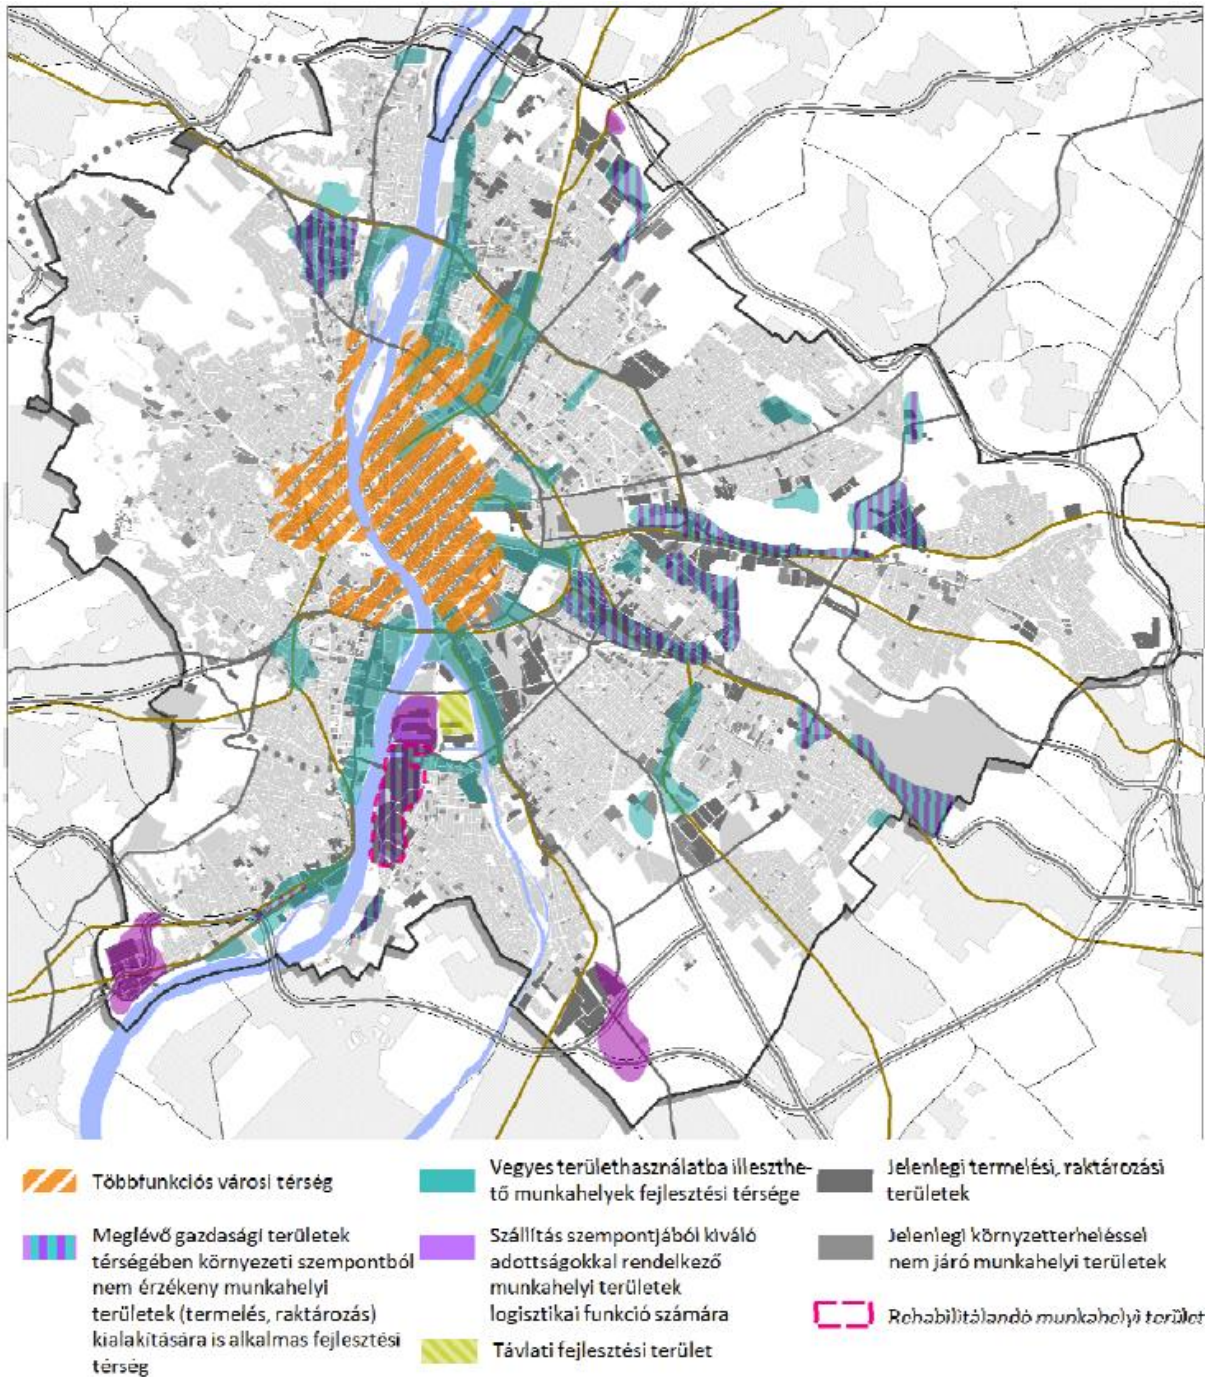 Többfunkciós városi térség
Meglévő gazdasági területek
térségében környezeti szempontból
nem érzékeny munkahelyi
területek (termelés, raktározás)
kialakítására is alkalmas fejlesztési
térség
Vegyes területhasználatba illeszthe-
tő munkahelyek fejlesztési térsége
Szállítás szempontjából kiváló
adottságokkal rendelkező
munkahelyi területek
logisztikai funkció számára
Távlati fejlesztési terület
Jelenlegi termelési, raktározási
területek
Jelenlegi környezetterheléssel
nem járó munkahelyi területek
Rehabilitálandó munkahelyi terület